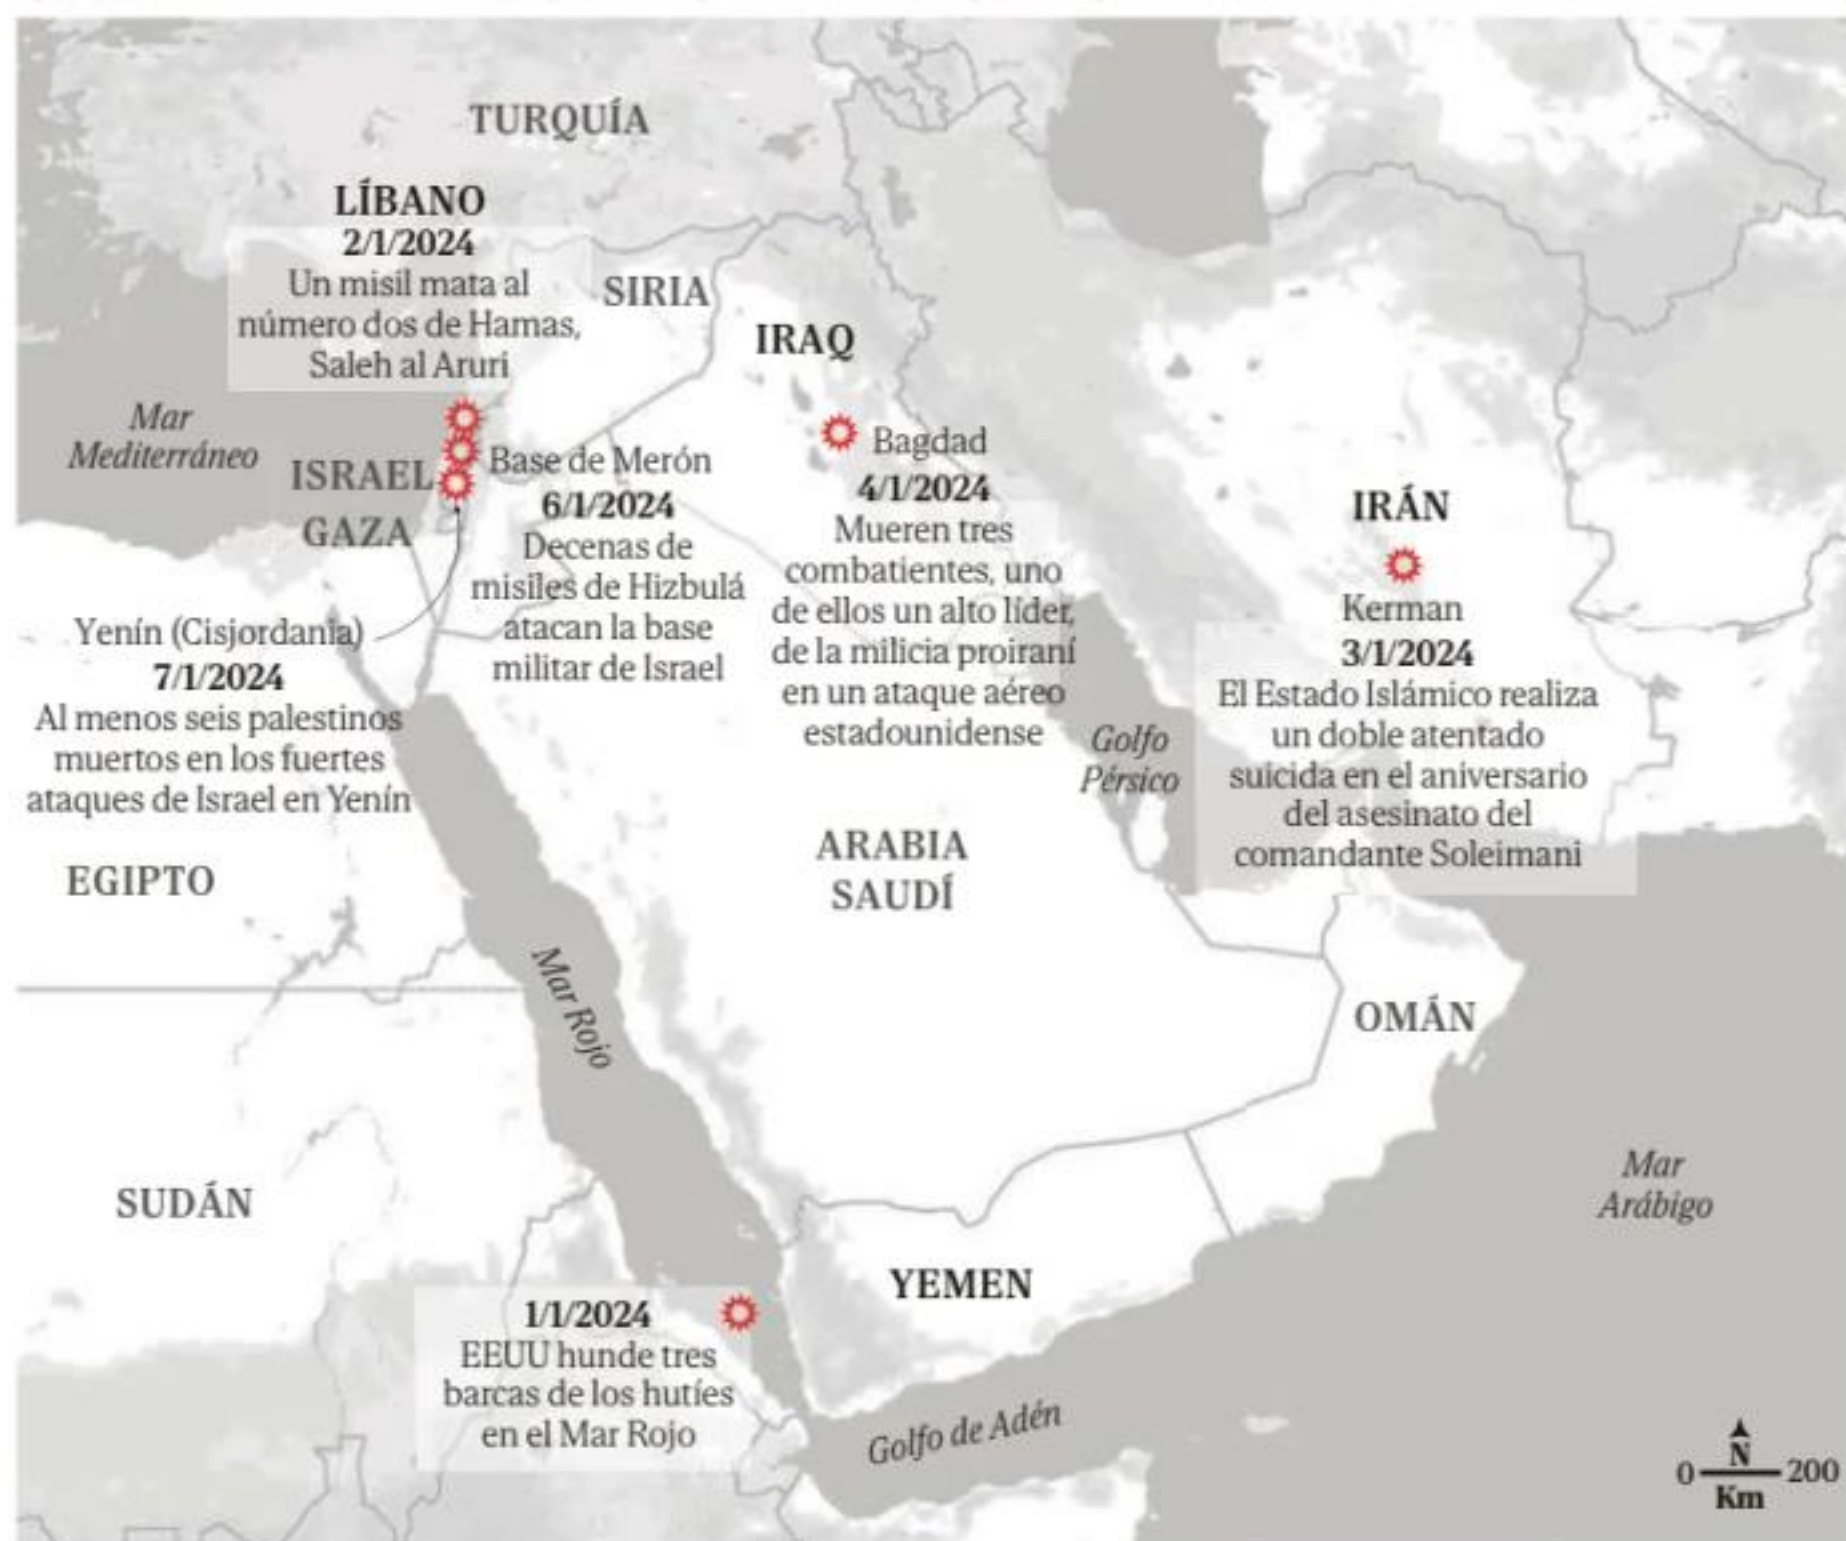 TURQUÍA
LÍBANO
2/1/2024
Un misil mata al
número dos de Hamas,
Saleh al Aruri
SIRIA
IRAQ
Mar
Mediterráneo
ISRAEL
GAZA
Base de Merón
6/1/2024
Decenas de
misiles de Hizbulá
atacan la base
militar de Israel
Bagdad
4/1/2024
Mueren tres
combatientes, uno
de ellos un alto líder,
de la milicia proiraní
en un ataque aéreo
estadounidense
IRÁN
Kerman
3/1/2024
El Estado Islámico realiza
un doble atentado
suicida en el aniversario
del asesinato del
comandante Soleimani
Yenín (Cisjordania)
7/1/2024
Al menos seis palestinos
muertos en los fuertes
ataques de Israel en Yenín
Golfo
Pérsico
EGIPTO
ARABIA
SAUDÍ
Mar Rojo
OMÁN
SUDÁN
Mar
Arábigo
YEMEN
1/1/2024
EEUU hunde tres
barcas de los hutíes
en el Mar Rojo
Golfo de Adén
N
0 200
Km